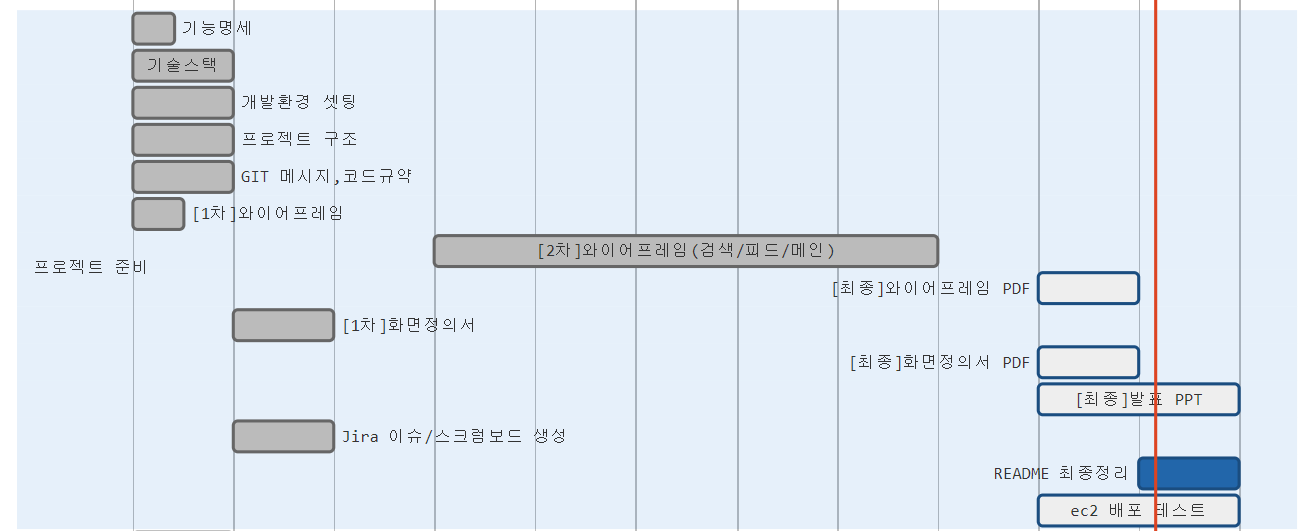 기능명세
기술스택
개발환경 셋팅
프로젝트 구조
GIT 메시지,코드규약
[1차]와이어프레임
[2차]와이어프레임(검색/피드/메인)
프로젝트 준비
[최종]와이어프레임 PDF
[1차]화면정의서
[최종]화면정의서 PDF
[최종]발표 PPT
Jira 이슈/스크럼보드 생성
README 최종정리
ec2 배포 테스트